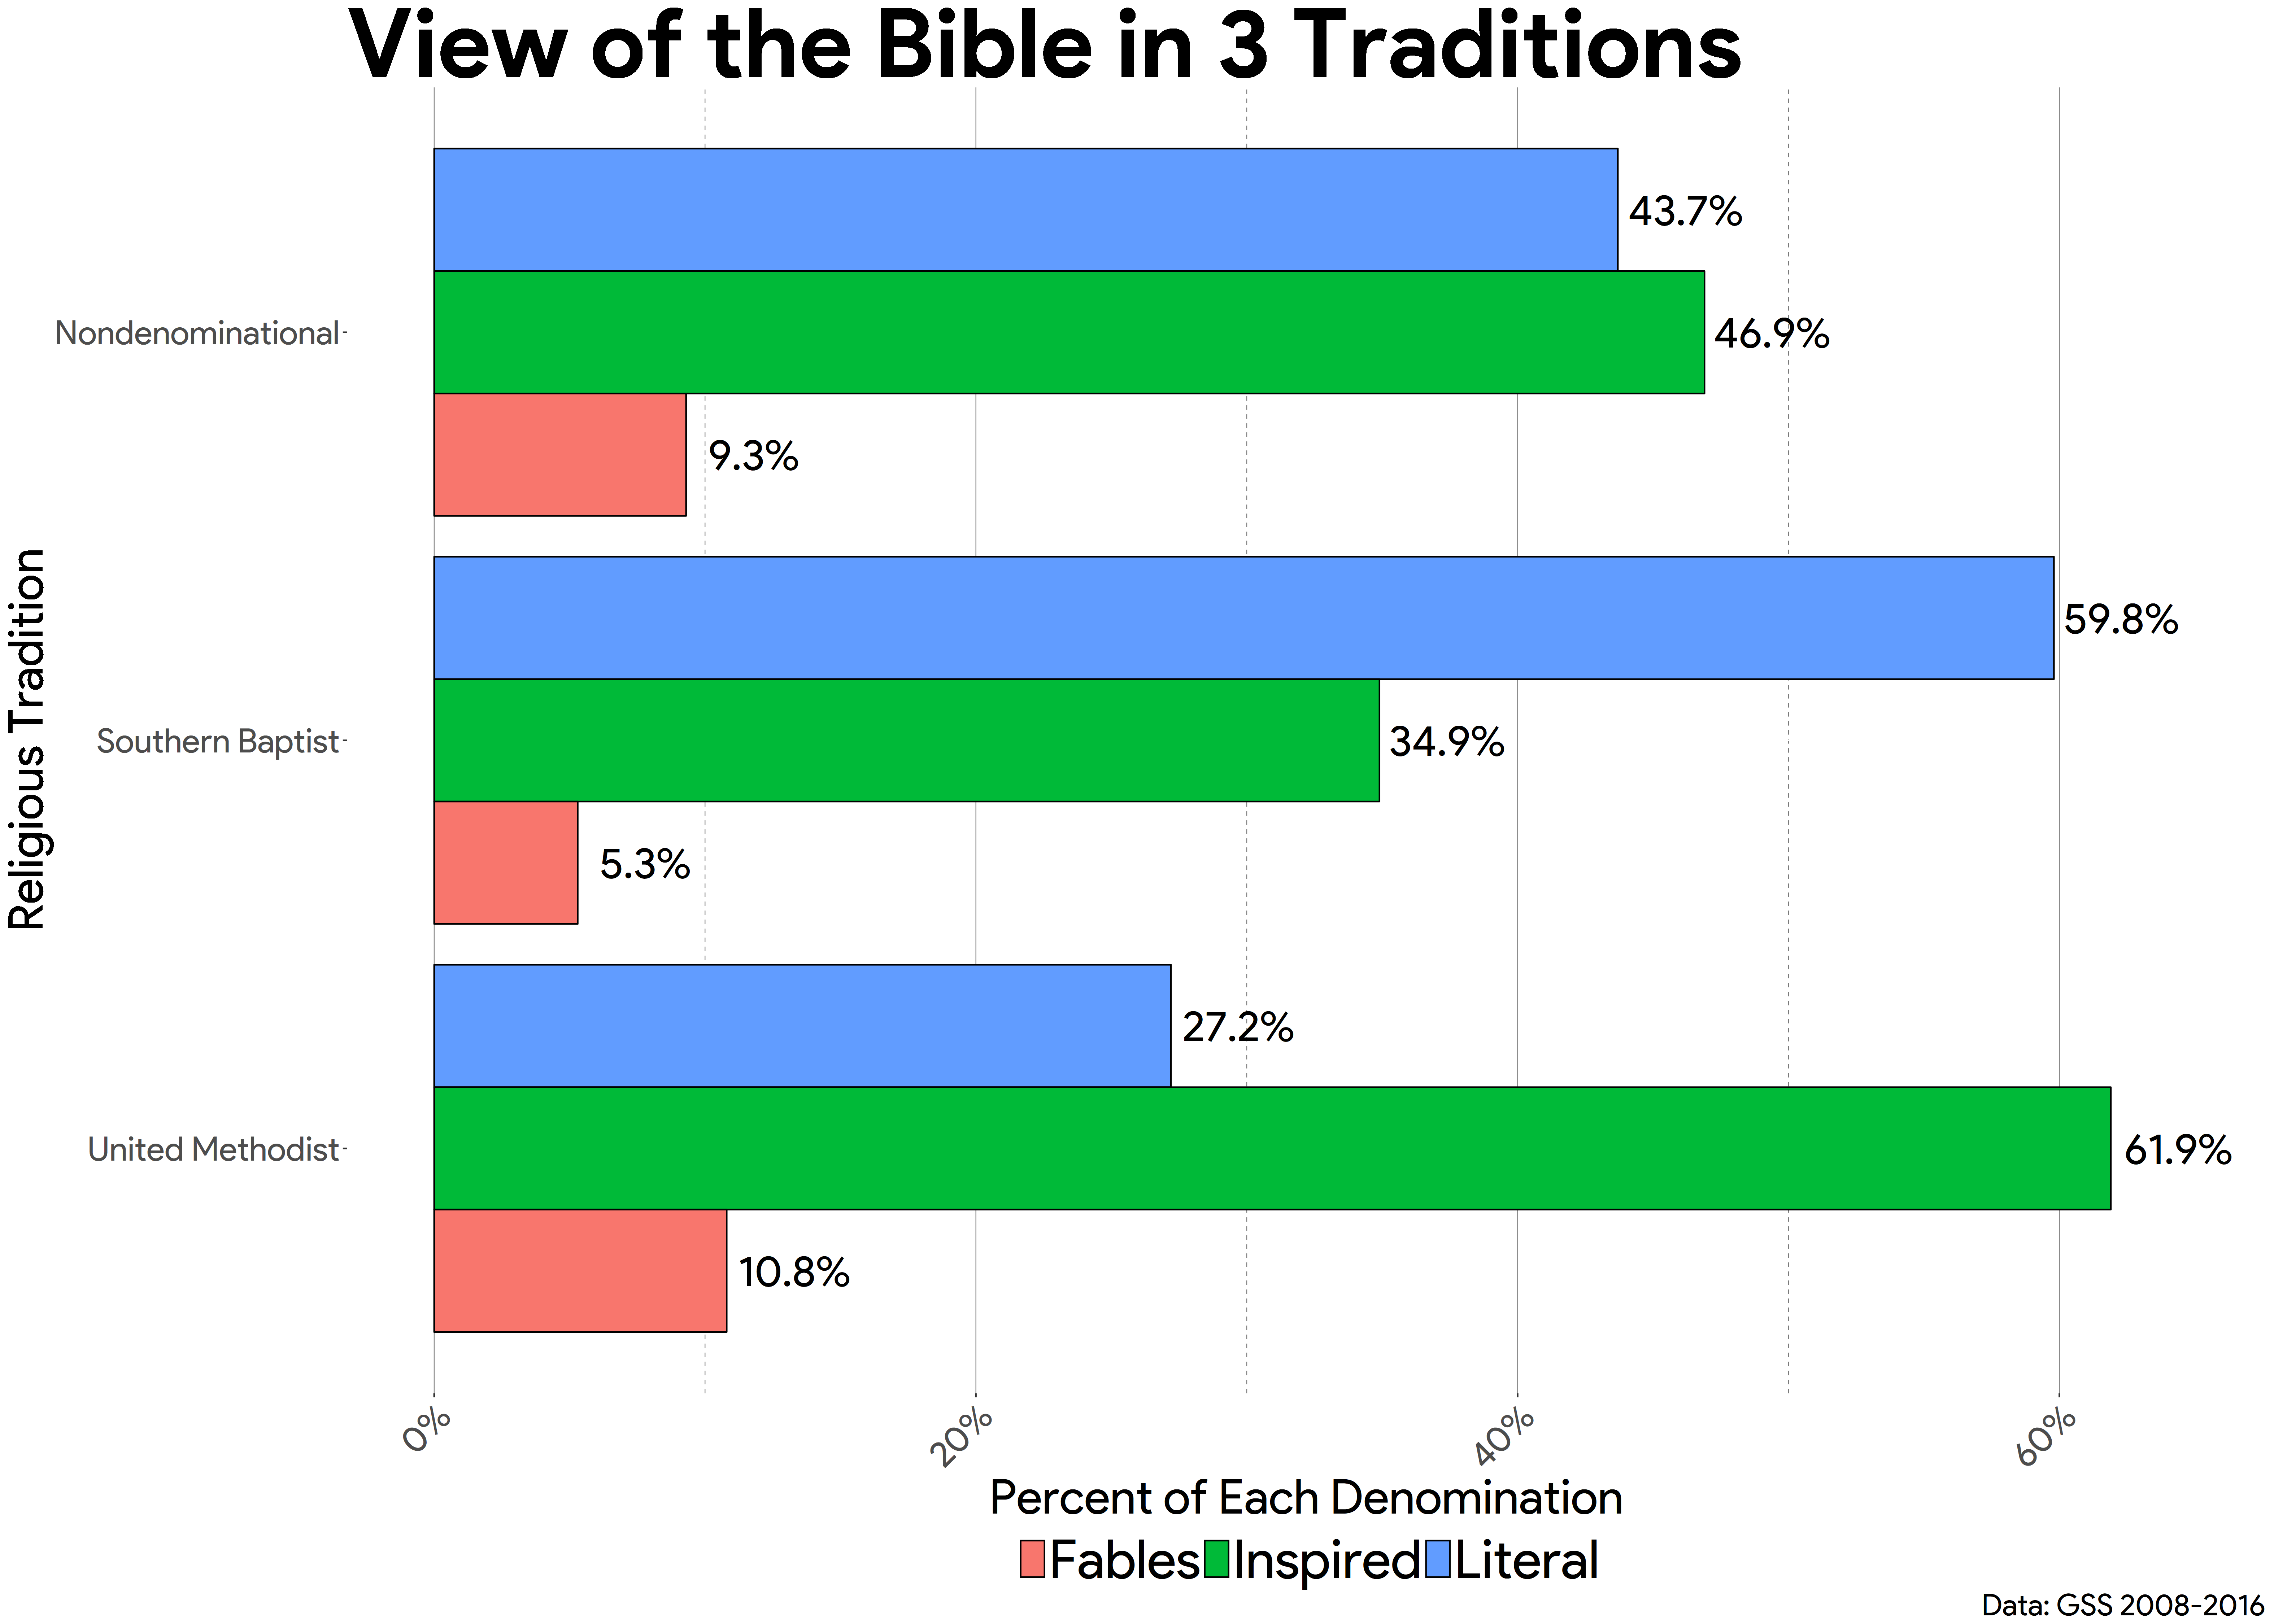 View of the Bible in 3 Traditions
43.7%
Nondenominational
46.9%
9.3%
Religious Tradition
59.8%
Southern Baptist
34.9%
5.3%
27.2%
United Methodist
61.9%
10.8%
0% 20% 40% 60%
Percent of Each Denomination
Fables Inspired Literal
Data: GSS 2008-2016